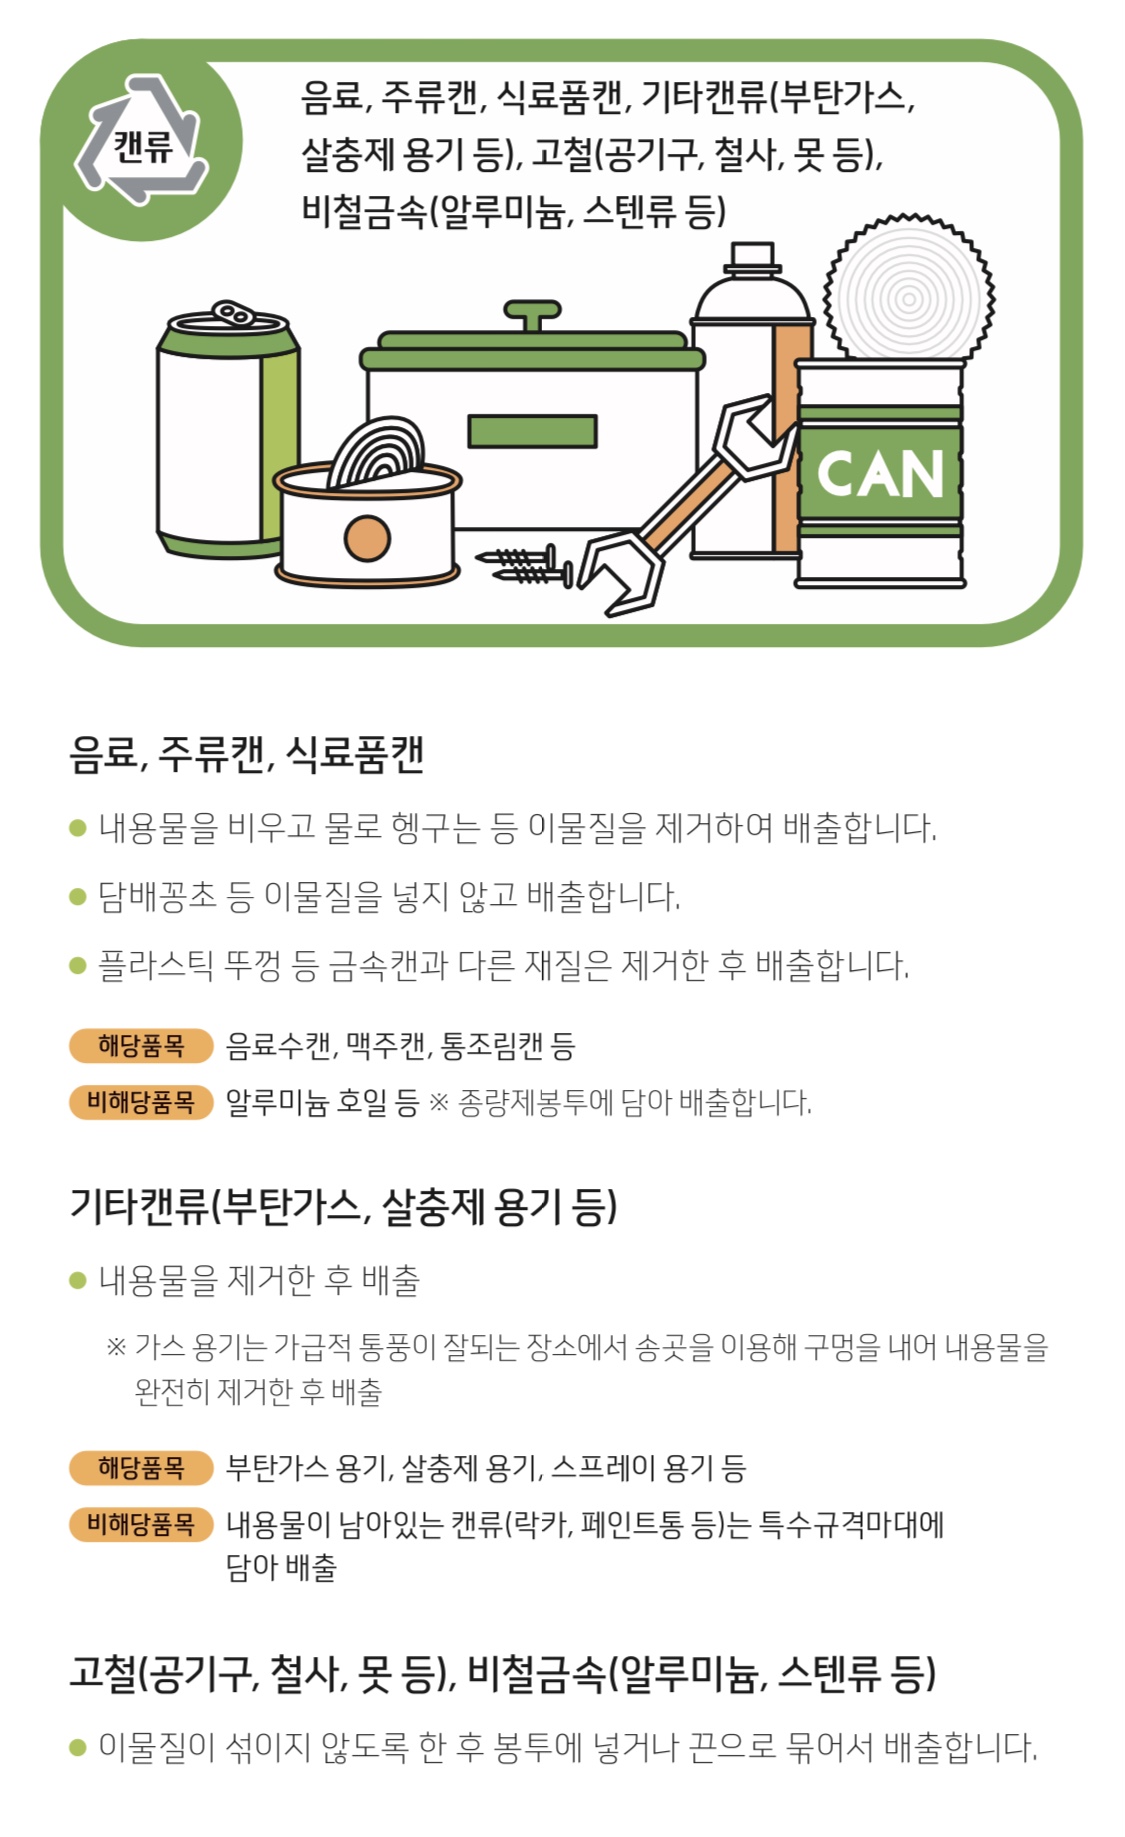 캔류
음료, 주류캔, 식료품캔, 기타캔류(부탄가스,
살충제 용기 등), 고철(공기구, 철사, 못 등),
비철금속(알루미늄, 스텐류 등)
CAN
음료, 주류캔, 식료품캔
내용물을 비우고 물로 헹구는 등 이물질을 제거하여 배출합니다.
담배꽁초 등 이물질을 넣지 않고 배출합니다.
플라스틱 뚜껑 등 금속캔과 다른 재질은 제거한 후 배출합니다.
해당품목 음료수캔, 맥주캔, 통조림캔 등
비해당품목 알루미늄 호일 등 ※ 종량제봉투에 담아 배출합니다.
기타캔류(부탄가스, 살충제 용기 등)
내용물을 제거한 후 배출
※ 가스 용기는 가급적 통풍이 잘되는 장소에서 송곳을 이용해 구멍을 내어 내용물을
완전히 제거한 후 배출
해당품목 부탄가스 용기, 살충제 용기, 스프레이 용기 등
비해당품목 내용물이 남아있는 캔류(락카, 페인트통 등)는 특수규격마대에
담아 배출
고철(공기구, 철사, 못 등), 비철금속(알루미늄, 스텐류 등)
이물질이 섞이지 않도록 한 후 봉투에 넣거나 끈으로 묶어서 배출합니다.